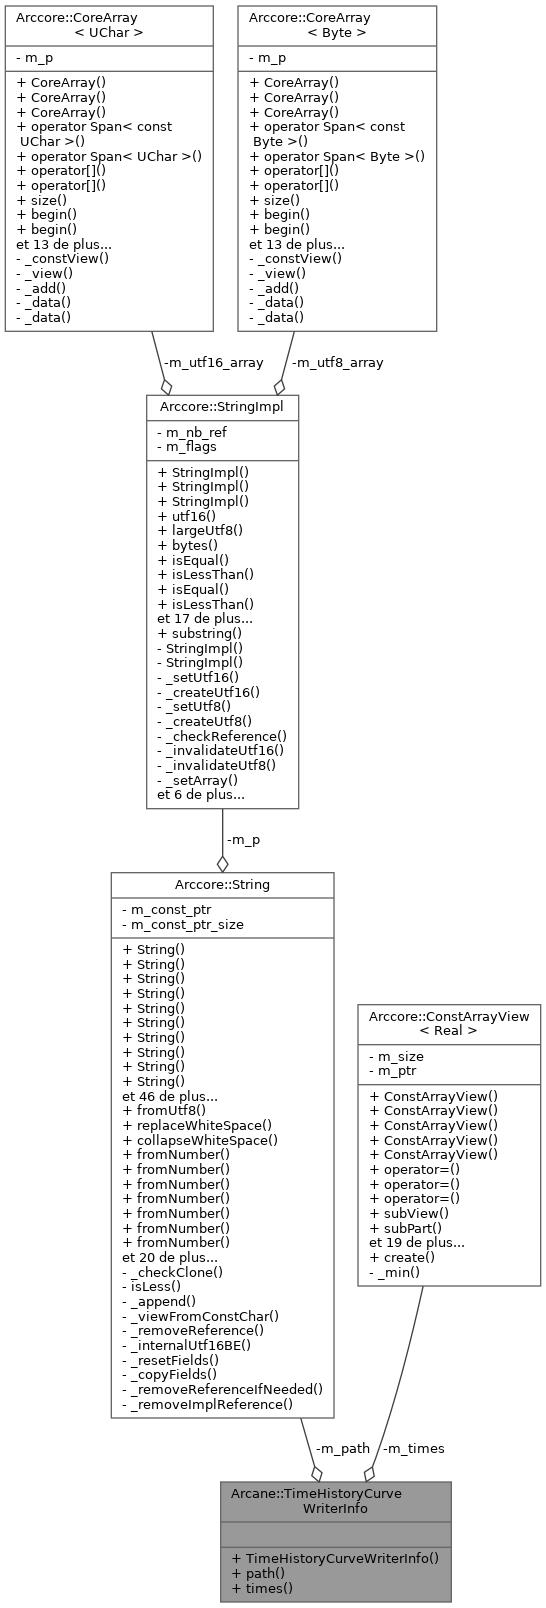 Arccore::CoreArray
< UChar >
- m_p
+ CoreArray()
+ CoreArray()
+ CoreArray()
+ operator Span< const
UChar >()
+ operator Span< UChar >()
+ operator[]()
+ operator[]()
+ size()
+ begin()
+ begin()
et 13 de plus...
- _constView()
- _view()
- _add()
- _data()
- _data()
Arccore::CoreArray
< Byte >
- m_p
+ CoreArray()
+ CoreArray()
+ CoreArray()
+ operator Span< const
Byte >()
+ operator Span< Byte >()
+ operator[]()
+ operator[]()
+ size()
+ begin()
+ begin()
et 13 de plus...
- _constView()
- _view()
- _add()
- _data()
- _data()
-m_utf16_array
-m_utf8_array
Arccore::StringImpl
- m_nb_ref
- m_flags
+ StringImpl()
+ StringImpl()
+ StringImpl()
+ utf16()
+ largeUtf8()
+ bytes()
+ isEqual()
+ isLessThan()
+ isEqual()
+ isLessThan()
et 17 de plus...
+ substring()
- StringImpl()
- StringImpl()
- _setUtf16()
- _createUtf16()
- _setUtf8()
- _createUtf8()
- _checkReference()
- _invalidateUtf16()
- _invalidateUtf8()
- _setArray()
et 6 de plus...
-m_p
Arccore::String
- m_const_ptr
- m_const_ptr_size
+ String()
+ String()
+ String()
+ String()
+ String()
+ String()
+ String()
+ String()
+ String()
+ String()
et 46 de plus...
+ fromUtf8()
+ replaceWhiteSpace()
+ collapseWhiteSpace()
+ fromNumber()
+ fromNumber()
+ fromNumber()
+ fromNumber()
+ fromNumber()
+ fromNumber()
+ fromNumber()
et 20 de plus...
- _checkClone()
- isLess()
- _append()
- _viewFromConstChar()
- _removeReference()
- _internalUtf16BE()
- _resetFields()
- _copyFields()
- _removeReferenceIfNeeded()
- _removeImplReference()
Arccore::ConstArrayView
< Real >
- m_size
- m_ptr
+ ConstArrayView()
+ ConstArrayView()
+ ConstArrayView()
+ ConstArrayView()
+ ConstArrayView()
+ operator=()
+ operator=()
+ operator=()
+ subView()
+ subPart()
et 19 de plus...
+ create()
- _min()
-m_path
-m_times
Arcane::TimeHistoryCurve
WriterInfo
+ TimeHistoryCurveWriterInfo()
+ path()
+ times()